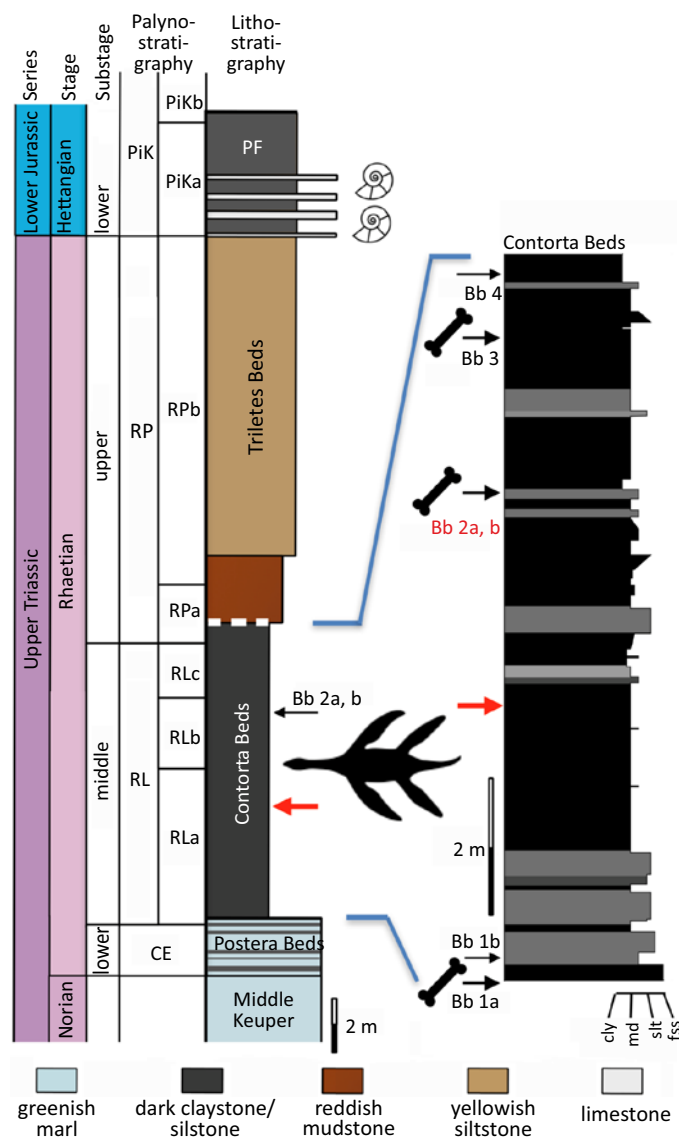 Series
Stage
Substage
Palyno-
strati-
graphy
Litho-
strati-
graphy
Lower Jurassic
Hettangian
lower
PiK
PiKb
PiKa
PF
Upper Triassic
Rhaetian
upper
RP
RPb
RPa
Triletes Beds
middle
RL
RLc
RLb
RLa
Contorta Beds
Bb 2a, b
lower
CE
Postera Beds
Norian
Middle
Keuper
2 m
Contorta Beds
Bb 4
Bb 3
Bb 2a, b
2 m
Bb 1b
Bb 1a
cly
md
slt
fss
greenish
marl
dark claystone/
silstone
reddish
mudstone
yellowish
siltstone
limestone